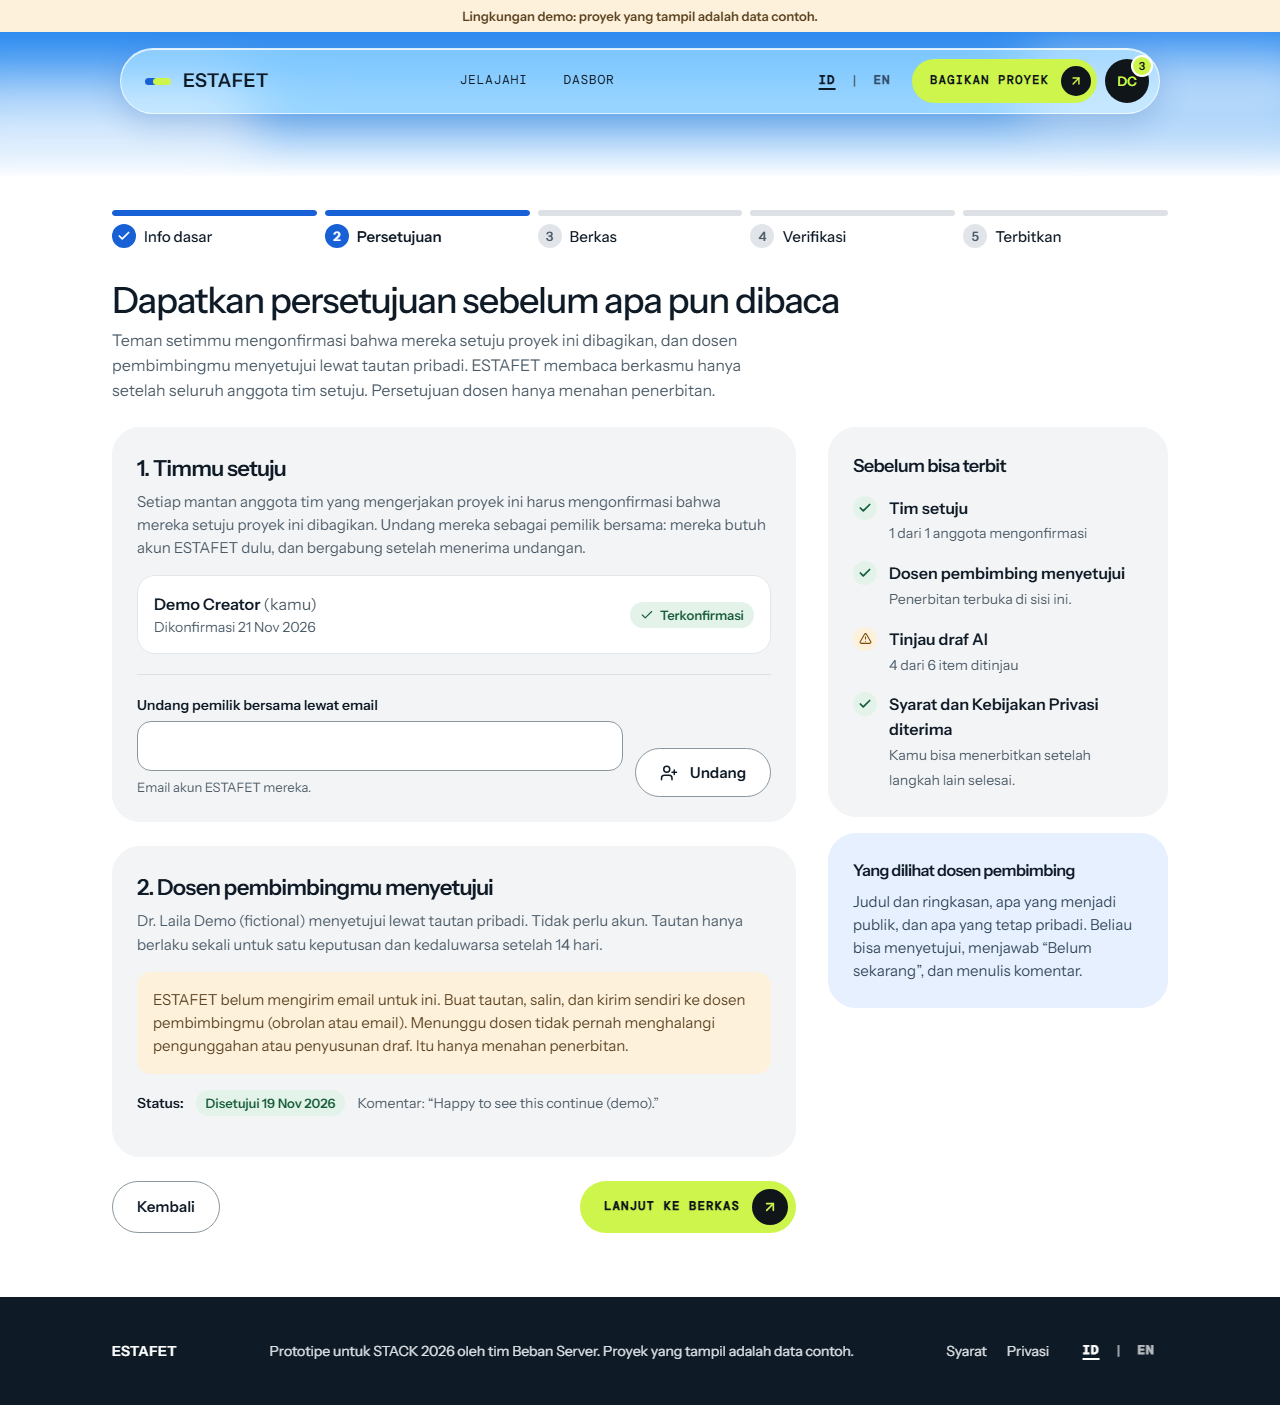 Lingkungan demo: proyek yang tampil adalah data contoh.
ESTAFET
JELAJAHI
DASBOR
ID | EN
BAGIKAN PROYEK
DC
3
Info dasar
2 Persetujuan
3 Berkas
4 Verifikasi
5 Terbitkan
Dapatkan persetujuan sebelum apa pun dibaca
Teman setimmu mengonfirmasi bahwa mereka setuju proyek ini dibagikan, dan dosen
pembimbingmu menyetujui lewat tautan pribadi. ESTAFET membaca berkasmu hanya
setelah seluruh anggota tim setuju. Persetujuan dosen hanya menahan penerbitan.
1. Timmu setuju
Setiap mantan anggota tim yang mengerjakan proyek ini harus mengonfirmasi bahwa
mereka setuju proyek ini dibagikan. Undang mereka sebagai pemilik bersama: mereka butuh
akun ESTAFET dulu, dan bergabung setelah menerima undangan.
Demo Creator (kamu)
Dikonfirmasi 21 Nov 2026
Terkonfirmasi
Undang pemilik bersama lewat email
Undang
Email akun ESTAFET mereka.
2. Dosen pembimbingmu menyetujui
Dr. Laila Demo (fictional) menyetujui lewat tautan pribadi. Tidak perlu akun. Tautan hanya
berlaku sekali untuk satu keputusan dan kedaluwarsa setelah 14 hari.
ESTAFET belum mengirim email untuk ini. Buat tautan, salin, dan kirim sendiri ke dosen
pembimbingmu (obrolan atau email). Menunggu dosen tidak pernah menghalangi
pengunggahan atau penyusunan draf. Itu hanya menahan penerbitan.
Status: Disetujui 19 Nov 2026 Komentar: “Happy to see this continue (demo).”
Kembali
LANJUT KE BERKAS
Sebelum bisa terbit
Tim setuju
1 dari 1 anggota mengonfirmasi
Dosen pembimbing menyetujui
Penerbitan terbuka di sisi ini.
Tinjau draf AI
4 dari 6 item ditinjau
Syarat dan Kebijakan Privasi
diterima
Kamu bisa menerbitkan setelah
langkah lain selesai.
Yang dilihat dosen pembimbing
Judul dan ringkasan, apa yang menjadi
publik, dan apa yang tetap pribadi. Beliau
bisa menyetujui, menjawab “Belum
sekarang”, dan menulis komentar.
ESTAFET
Prototipe untuk STACK 2026 oleh tim Beban Server. Proyek yang tampil adalah data contoh.
Syarat
Privasi
ID | EN